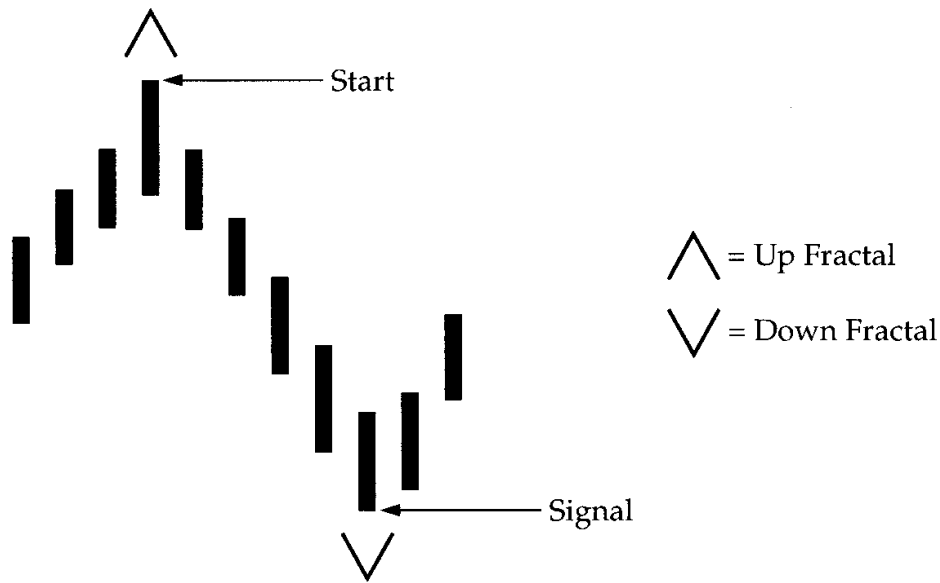 Start
= Up Fractal
= Down Fractal
Signal